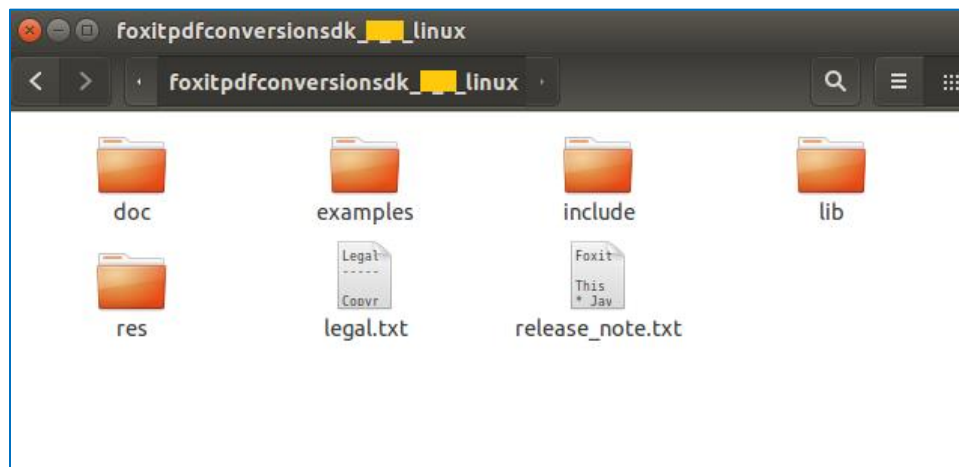 foxitpdfconversionsdk_ _ _linux
foxitpdfconversionsdk_ _ _linux
doc
examples
include
lib
Legal
-----
Copyr
Foxit
This
* Jav
res
legal.txt
release_note.txt